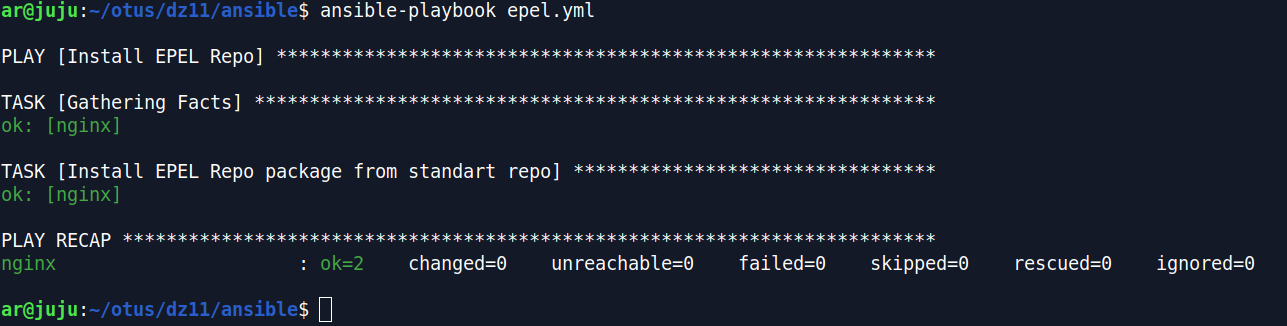 ar@juju:~/otus/dz11/ansible$ ansible-playbook epel.yml
PLAY [Install EPEL Repo] ************************************************************
TASK [Gathering Facts] **************************************************************
ok: [nginx]
TASK [Install EPEL Repo package from standart repo] *********************************
ok: [nginx]
PLAY RECAP **************************************************************************
nginx                      : ok=2    changed=0    unreachable=0    failed=0    skipped=0    rescued=0    ignored=0
ar@juju:~/otus/dz11/ansible$